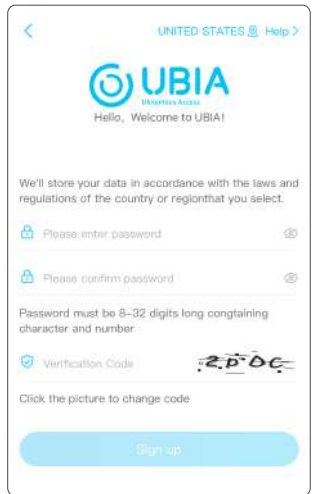 UNITED STATES Help >
UBIA
Ubiquitous Access
Hello, Welcome to UBIA!
We'll store your data in accordance with the laws and
regulations of the country or regionthat you select.
Please enter password
Please confirm password
Password must be 8-32 digits long congtaining
character and number
Verification Code 2PDC
Click the picture to change code
Sign up